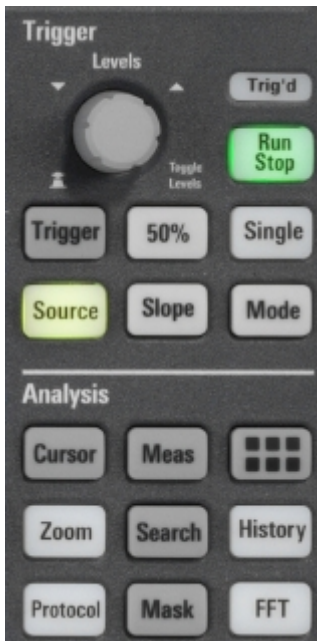 Trigger
Levels
Trig'd
Run
Stop
Toggle
Levels
Trigger
50%
Single
Source
Slope
Mode
Analysis
Cursor
Meas
Zoom
Search
History
Protocol
Mask
FFT